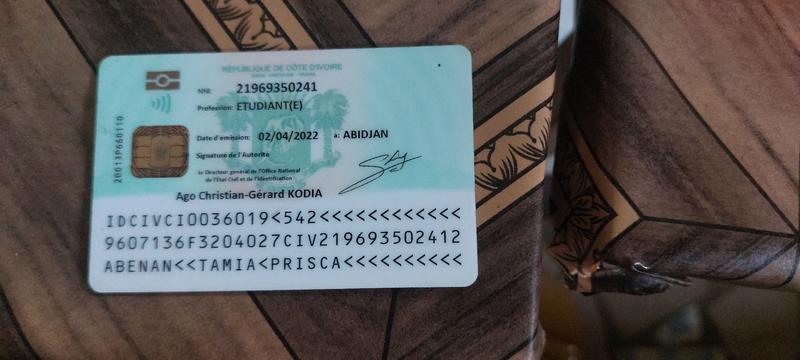 RÉPUBLIQUE DE CÔTE D'IVOIRE
NNI: 21969350241
Profession: ETUDIANT(E)
Date d'émission: 02/04/2022 à: ABIDJAN
Signature de l'Autorité
Le Directeur général de l'Office National
de l'État Civil et de l'Identification
Ago Christian-Gérard KODIA
20013P660110
IDCIVCI0036019<542<<<<<<<<<<<<
9607136F3204027CIV219693502412
ABENAN<<TAMIA<PRISCA<<<<<<<<<<